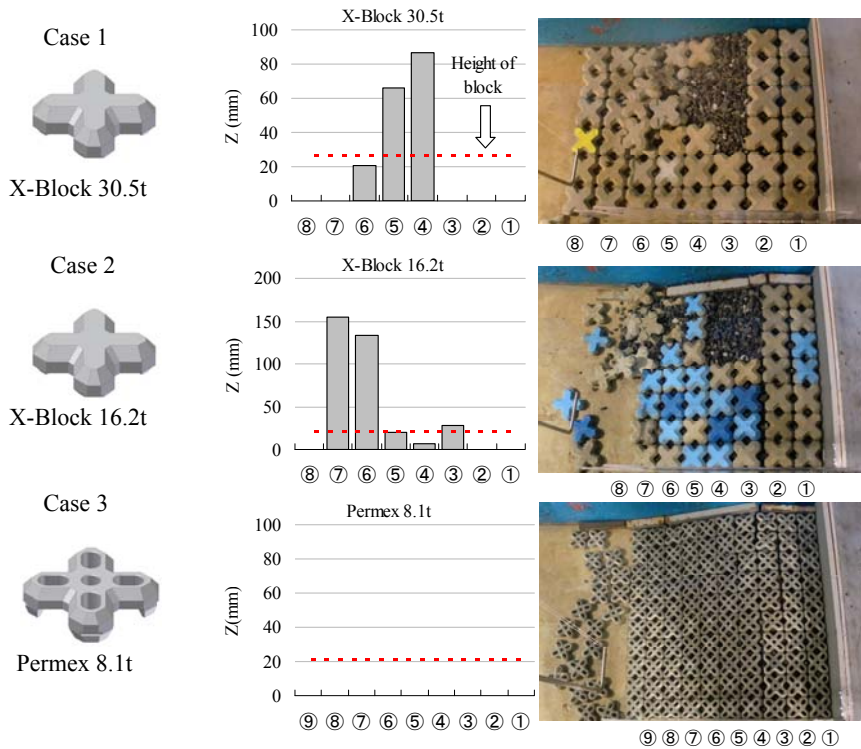 Case 1
X-Block 30.5t
X-Block 30.5t
Z (mm)
100
80
60
40
20
0
Height of
block
⑧ ⑦ ⑥ ⑤ ④ ③ ② ①
⑧ ⑦ ⑥ ⑤ ④ ③ ② ①
Case 2
X-Block 16.2t
X-Block 16.2t
Z (mm)
200
150
100
50
0
⑧ ⑦ ⑥ ⑤ ④ ③ ② ①
⑧ ⑦ ⑥ ⑤ ④ ③ ② ①
Case 3
Permex 8.1t
Permex 8.1t
Z(mm)
100
80
60
40
20
0
⑨ ⑧ ⑦ ⑥ ⑤ ④ ③ ② ①
⑨ ⑧ ⑦ ⑥ ⑤ ④ ③ ② ①